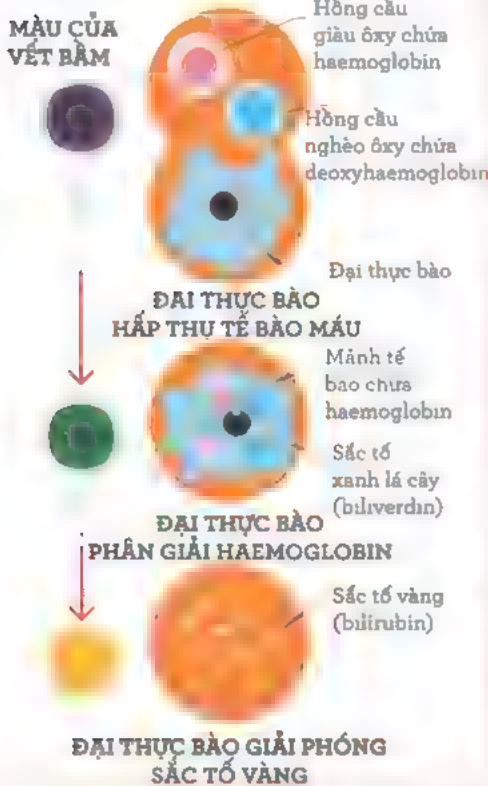 MÀU CỦA
VẾT BẦM
Hồng cầu
giàu ôxy chứa
haemoglobin
Hồng cầu
nghèo ôxy chứa
deoxyhaemoglobin
Đại thực bào
ĐẠI THỰC BÀO
HẤP THỤ TẾ BÀO MÁU
Mảnh tế
bào chứa
haemoglobin
Sắc tố
xanh lá cây
(biliverdin)
ĐẠI THỰC BÀO
PHÂN GIẢI HAEMOGLOBIN
Sắc tố vàng
(bilirubin)
ĐẠI THỰC BÀO GIẢI PHÓNG
SẮC TỐ VÀNG